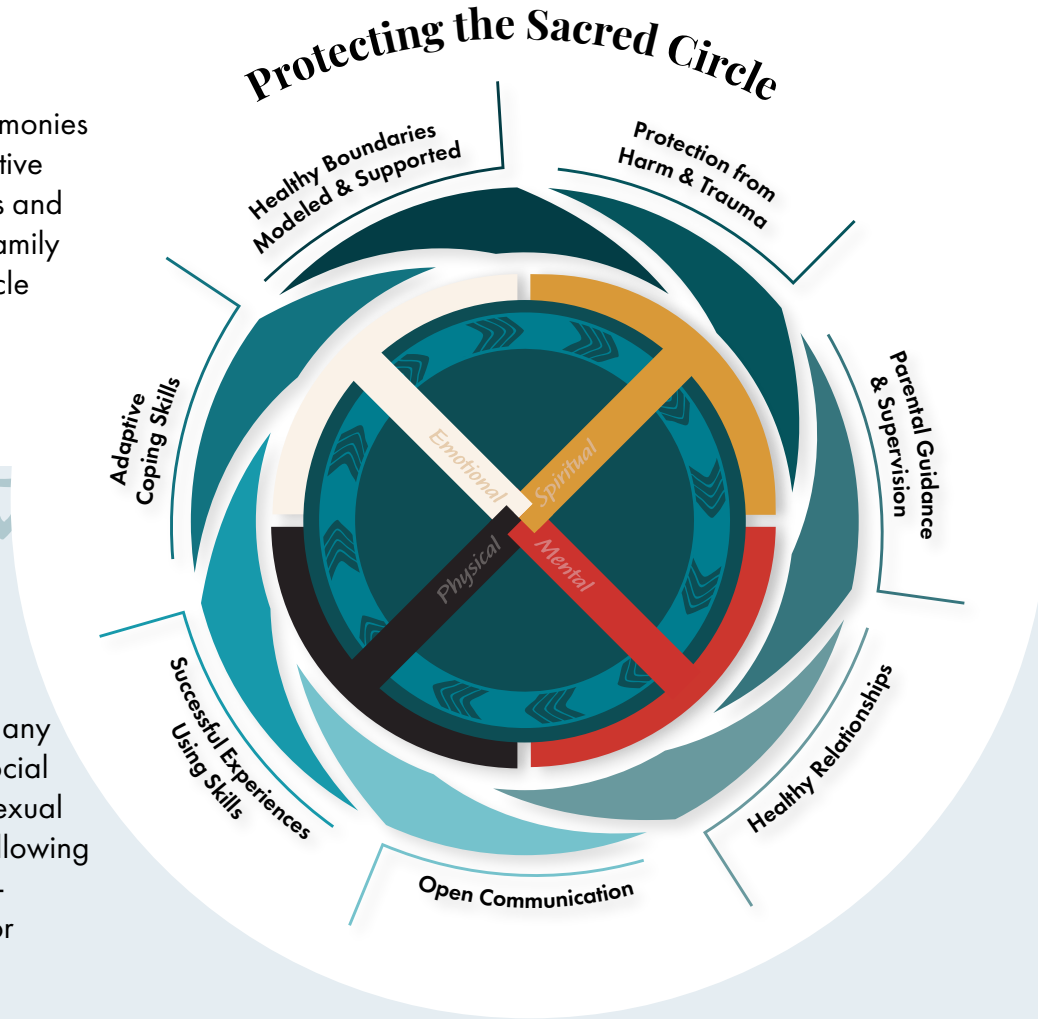 Protecting the Sacred Circle
monies
tive
s and
amily
cle
Healthy Boundaries
Modeled & Supported
Protection from
Harm & Trauma
Parental Guidance
& Supervision
Healthy Relationships
Open Communication
Successful Experiences
Using Skills
Adaptive
Coping Skills
Emotional
Spiritual
Physical
Mental
any
ocial
exual
llowing
-
or